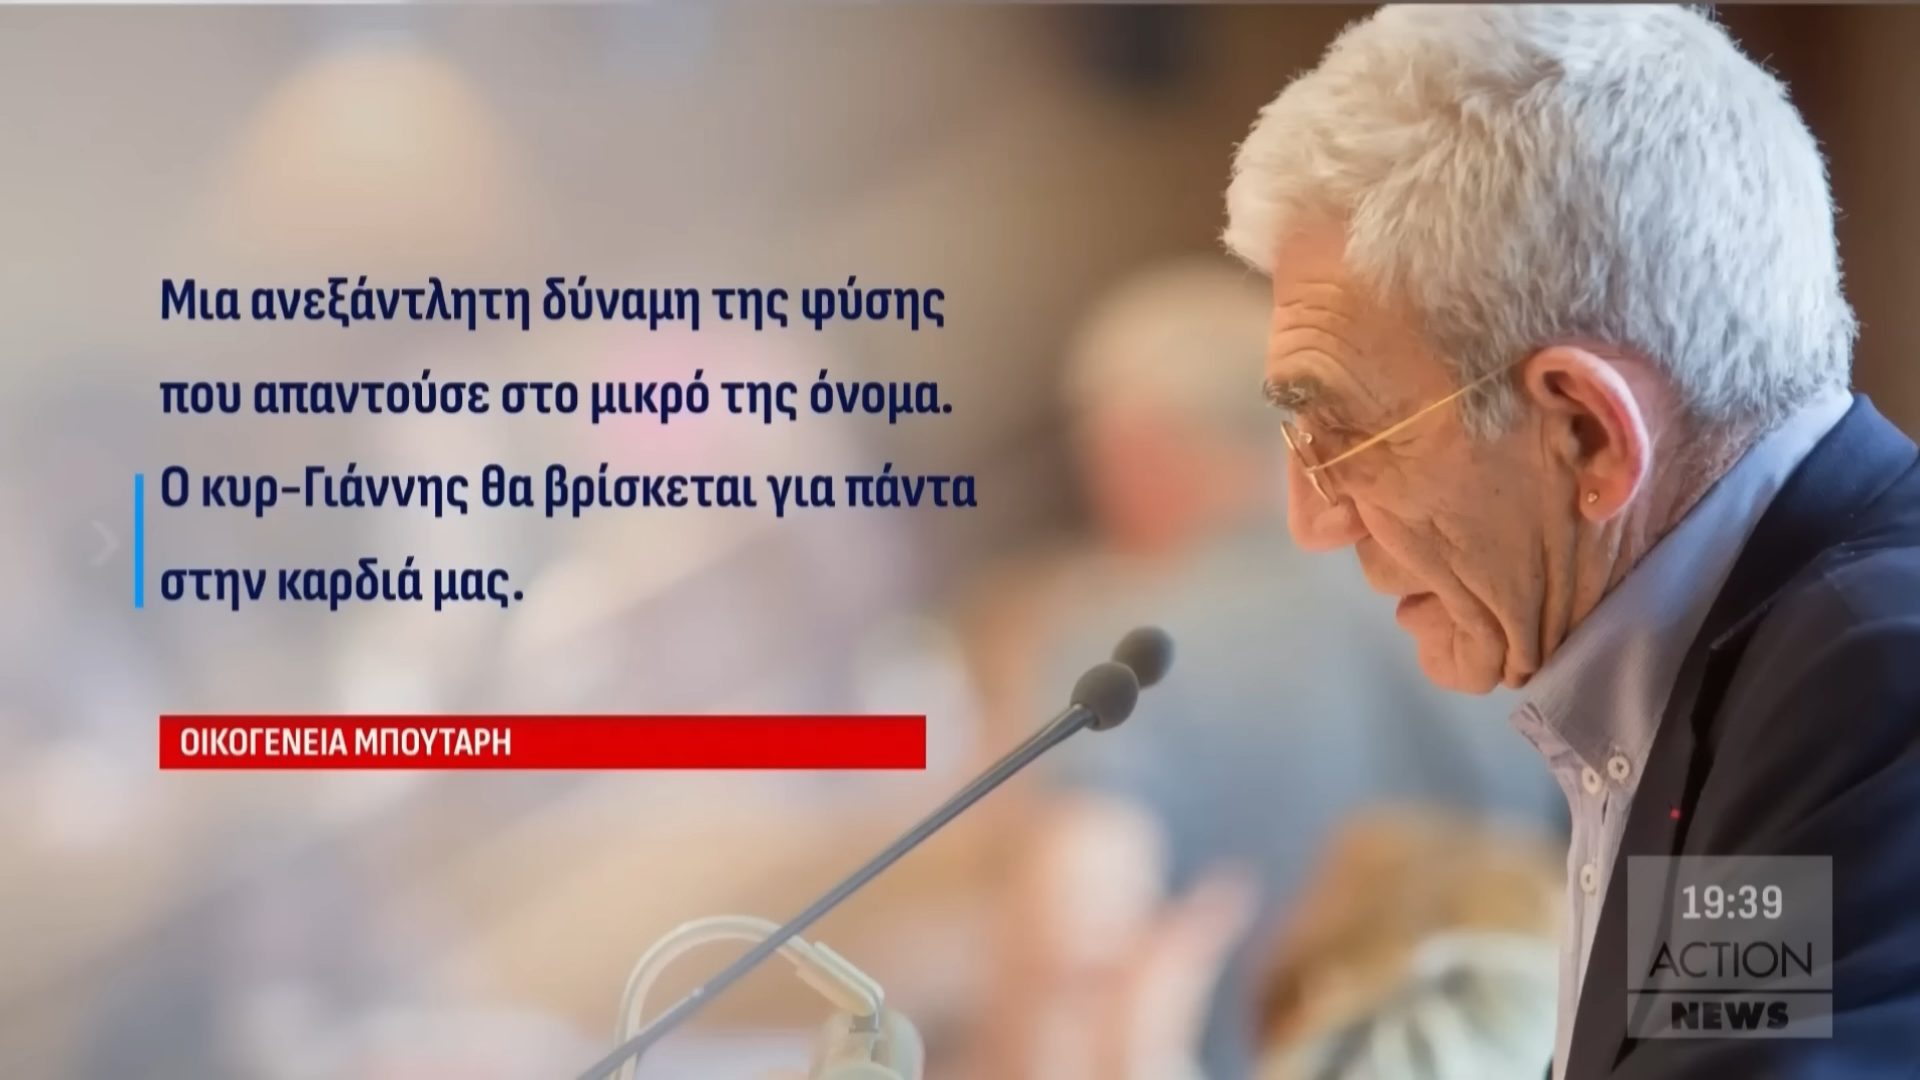 Μια ανεξάντλητη δύναμη της φύσης
που απαντούσε στο μικρό της όνομα.
Ο κυρ-Γιάννης θα βρίσκεται για πάντα
στην καρδιά μας.
ΟΙΚΟΓΕΝΕΙΑ ΜΠΟΥΤΑΡΗ
19:39
ACTION
NEWS